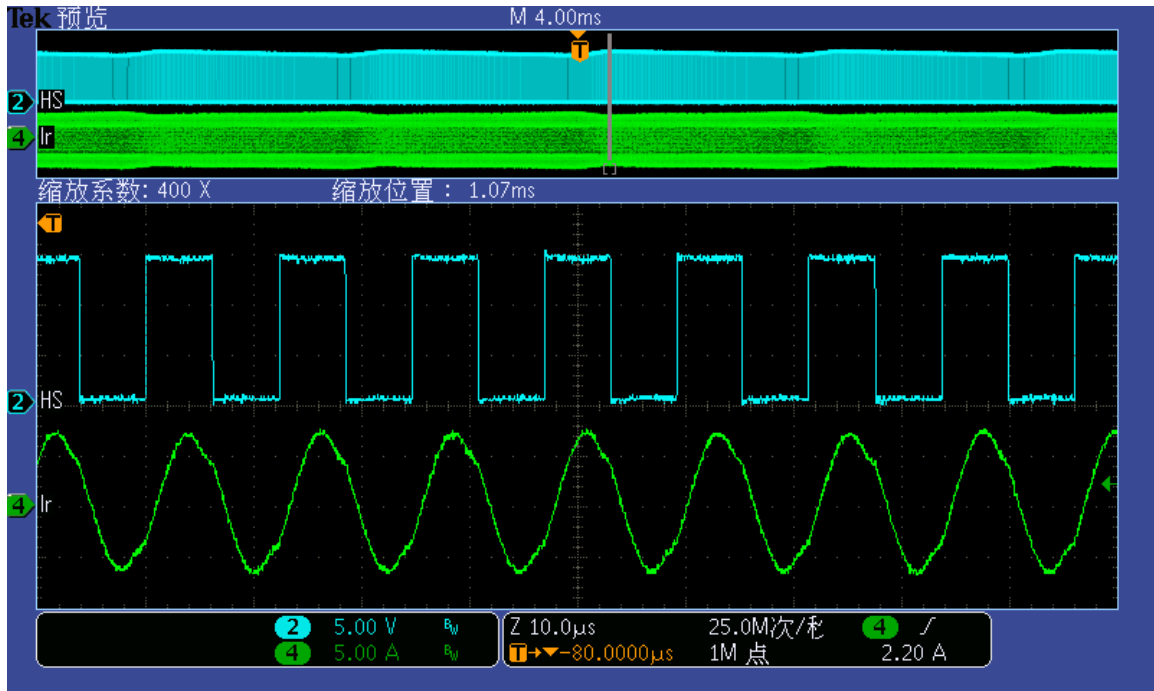 Tek 预览 M 4.00ms
T
2 HS
4 Ir
缩放系数: 400 X 缩放位置: 1.07ms
T
2 HS
4 Ir
2 5.00 V BW Z 10.0µs 25.0M次/秒 4
4 5.00 A BW T→▼-80.0000µs 1M 点 2.20 A